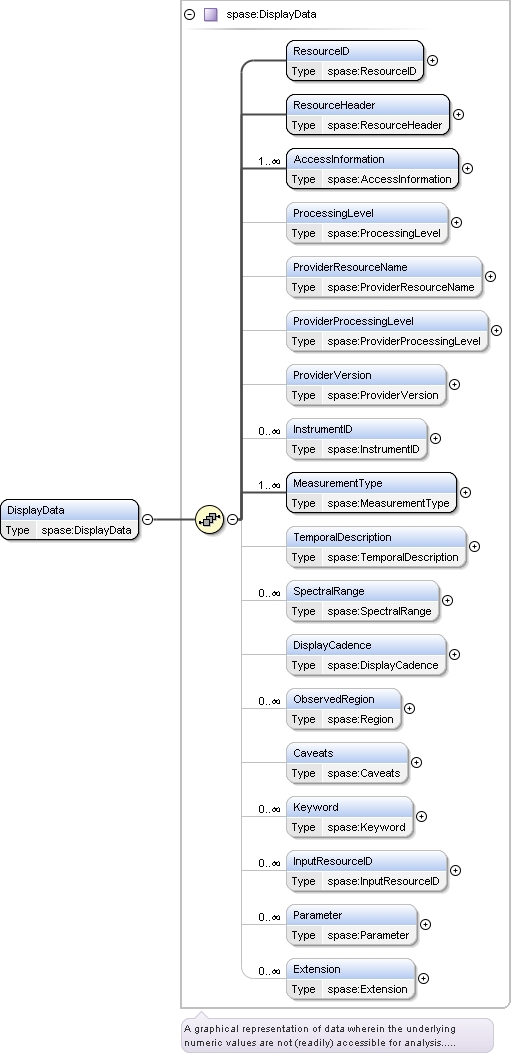 spase:DisplayData
ResourceID
Type spase:ResourceID
ResourceHeader
Type spase:ResourceHeader
1..∞
AccessInformation
Type spase:AccessInformation
ProcessingLevel
Type spase:ProcessingLevel
ProviderResourceName
Type spase:ProviderResourceName
ProviderProcessingLevel
Type spase:ProviderProcessingLevel
ProviderVersion
Type spase:ProviderVersion
0..∞
InstrumentID
Type spase:InstrumentID
1..∞
MeasurementType
Type spase:MeasurementType
DisplayData
Type spase:DisplayData
TemporalDescription
Type spase:TemporalDescription
0..∞
SpectralRange
Type spase:SpectralRange
DisplayCadence
Type spase:DisplayCadence
0..∞
ObservedRegion
Type spase:Region
Caveats
Type spase:Caveats
0..∞
Keyword
Type spase:Keyword
0..∞
InputResourceID
Type spase:InputResourceID
0..∞
Parameter
Type spase:Parameter
0..∞
Extension
Type spase:Extension
A graphical representation of data wherein the underlying
numeric values are not (readily) accessible for analysis.....